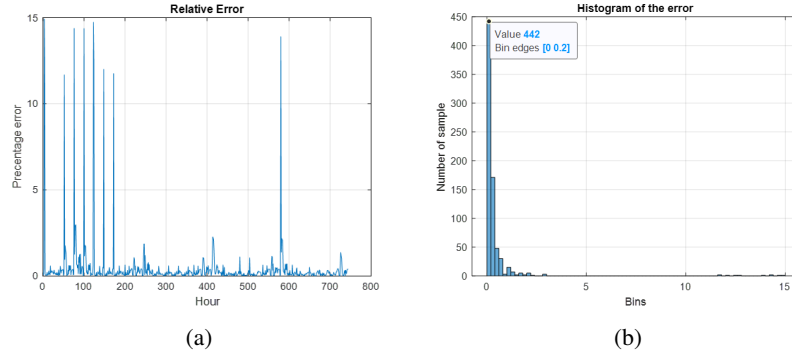 Relative Error
15
10
5
0
0 100 200 300 400 500 600 700 800
Precentage error
Hour
(a)
Histogram of the error
450
400
350
300
250
200
150
100
50
0
0 5 10 15
Value 442
Bin edges [0 0.2]
Number of sample
Bins
(b)